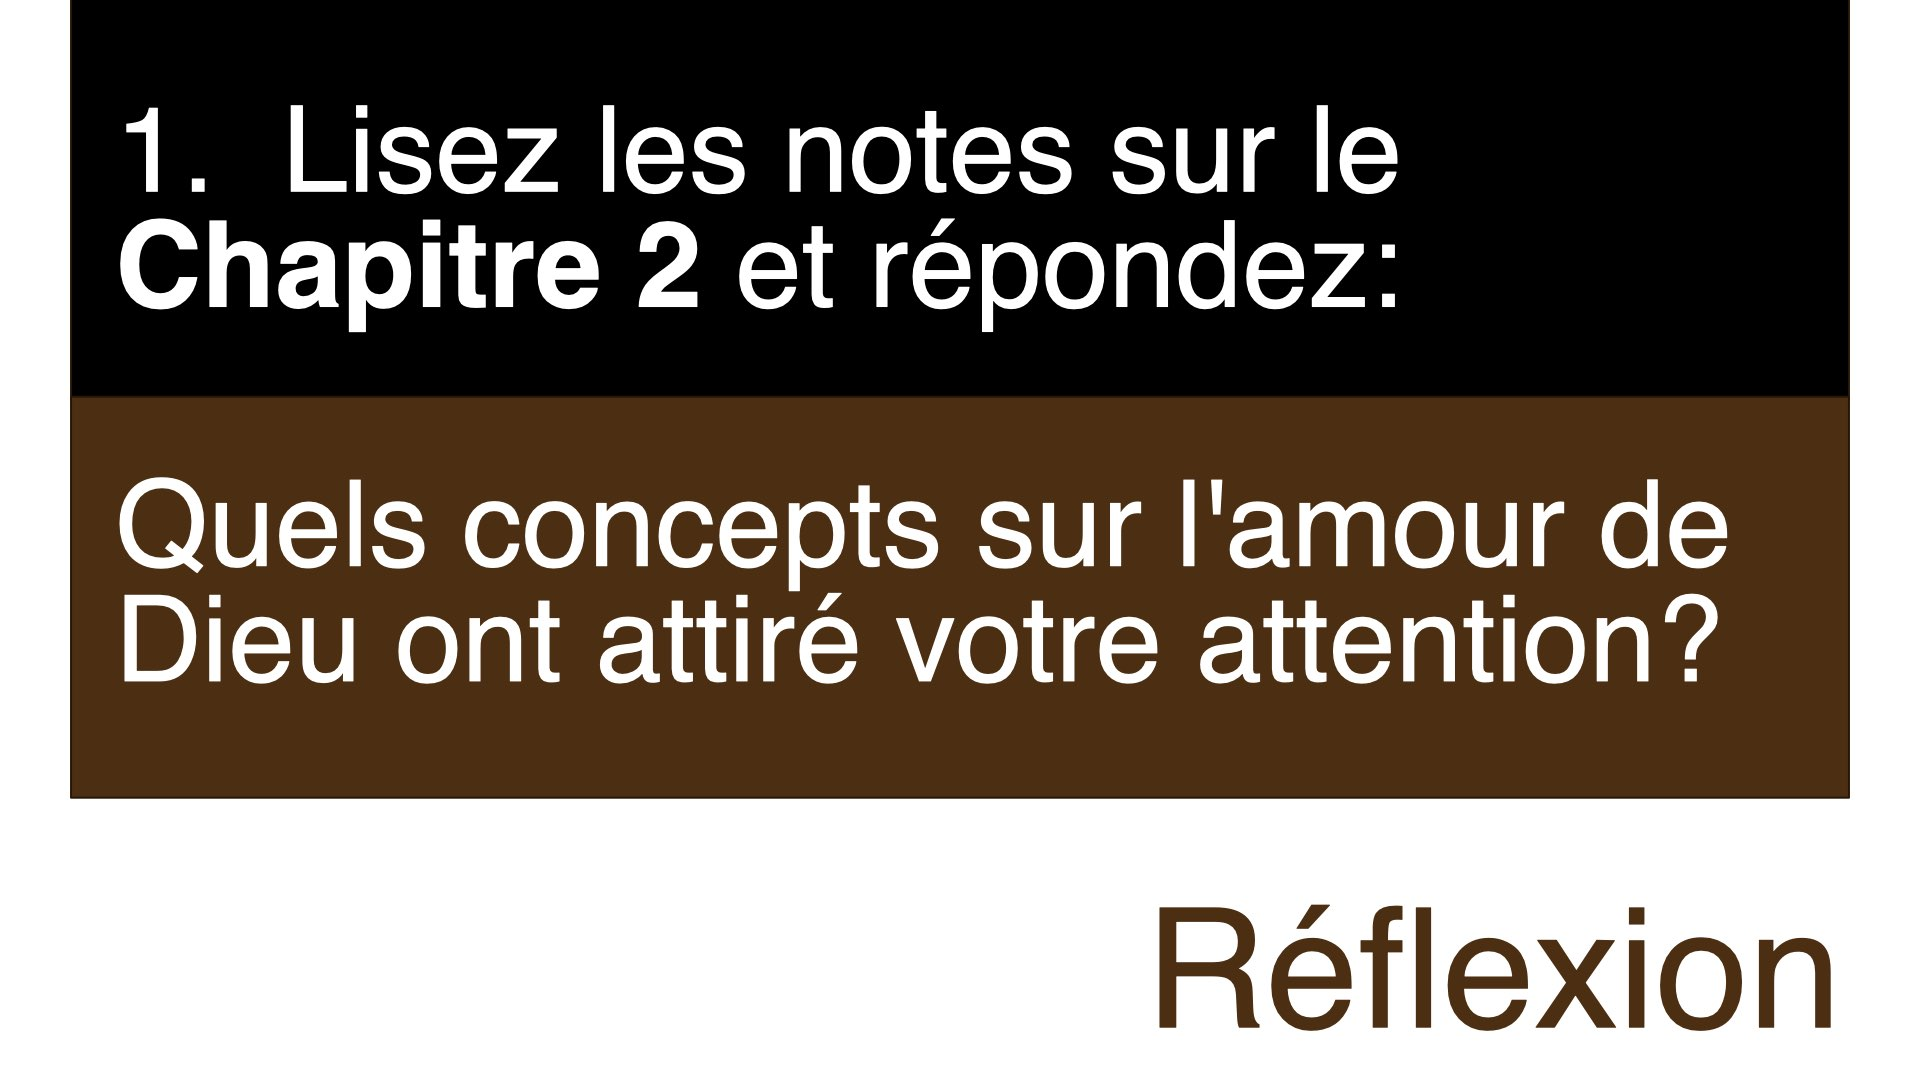 1. Lisez les notes sur le
Chapitre 2 et répondez:
Quels concepts sur l'amour de
Dieu ont attiré votre attention?
Réflexion